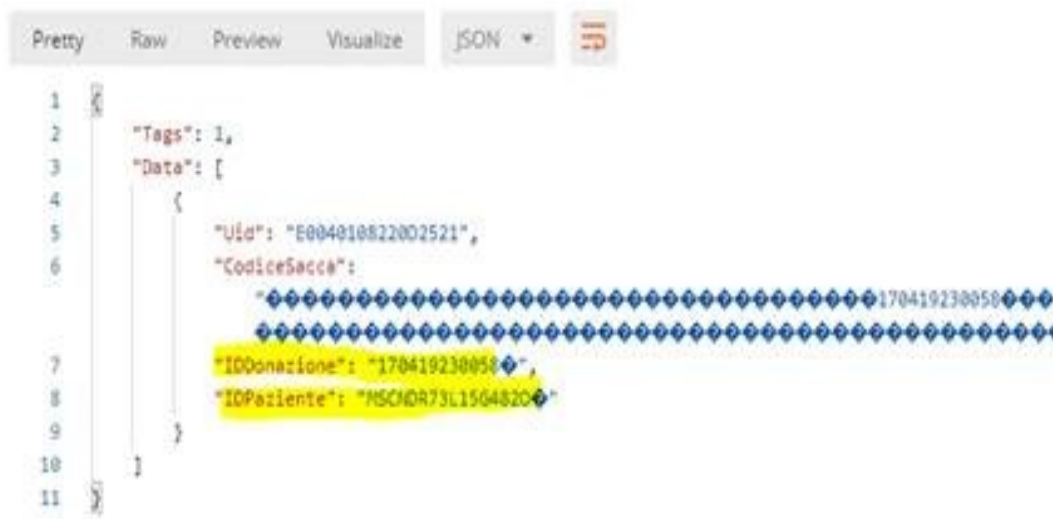 Pretty Raw Preview Visualize JSON
1 {
2 "Tags": 1,
3 "Data": [
4 {
5 "Uid": "E0040108220D2521",
6 "CodiceSacca":
"����������������������������������170419230058���
��������������������������������������������
7 "IDDonazione": "170419230058�",
8 "IDPaziente": "MSCNDR73L15G482O�"
9 }
10 ]
11 }